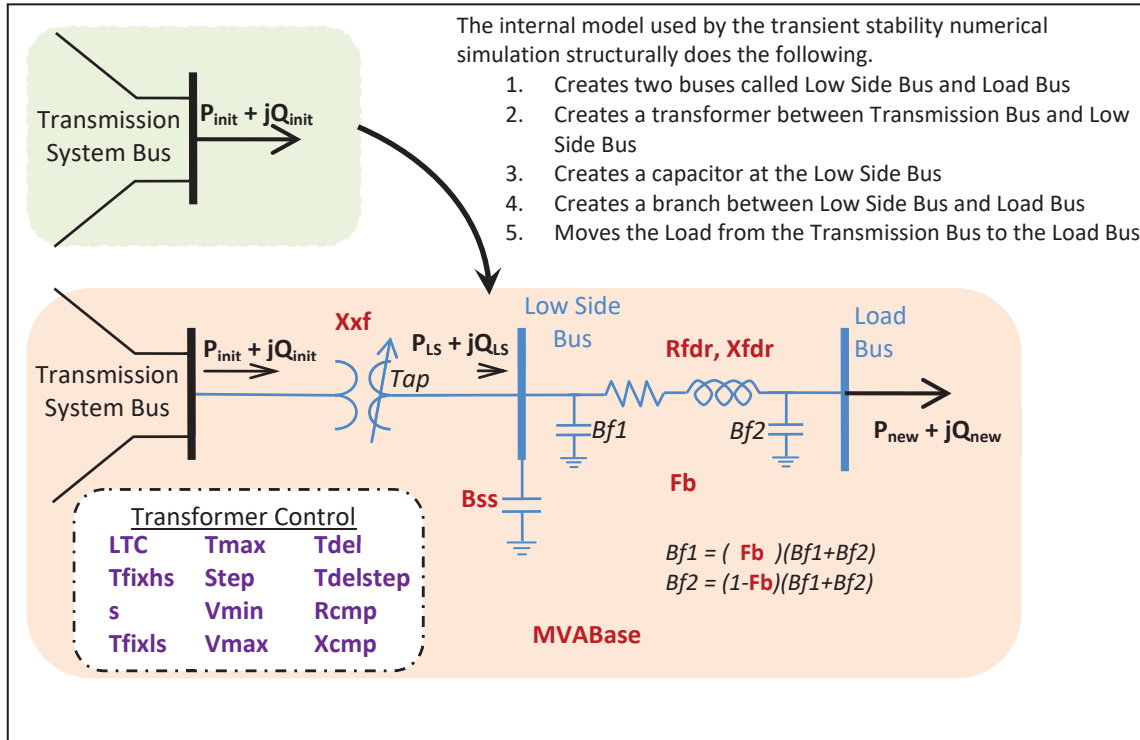 The internal model used by the transient stability numerical
simulation structurally does the following.
1. Creates two buses called Low Side Bus and Load Bus
2. Creates a transformer between Transmission Bus and Low
Side Bus
3. Creates a capacitor at the Low Side Bus
4. Creates a branch between Low Side Bus and Load Bus
5. Moves the Load from the Transmission Bus to the Load Bus
Transmission
System Bus
Pinit + jQinit
Transmission
System Bus
Pinit + jQinit
Xxf
Tap
PLS + jQLS
Low Side
Bus
Rfdr, Xfdr
Load
Bus
Bf1
Bf2
Pnew + jQnew
Bss
Fb
Bf1 = ( Fb )(Bf1+Bf2)
Bf2 = (1-Fb)(Bf1+Bf2)
MVABase
Transformer Control
LTC Tmax Tdel
Tfixhs Step Tdelstep
s Vmin Rcmp
Tfixls Vmax Xcmp